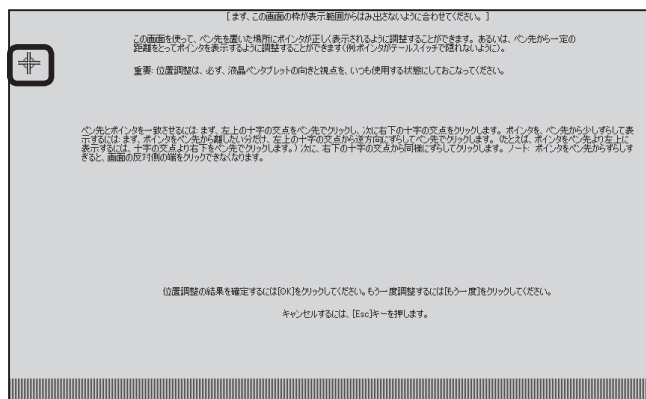 [ まず、この画面の枠が表示範囲からはみ出さないように合わせてください。 ]
この画面を使って、ペン先を置いた場所にポインタが正しく表示されるように調整することができます。 あるいは、ペン先から一定の
距離をとってポインタを表示するように調整することができます(例:ポインタがテールスイッチで隠れないように)。
重要: 位置調整は、必ず、液晶ペンタブレットの向きと視点を、いつも使用する状態にしておこなってください。
ペン先とポインタを一致させるには: まず、左上の十字の交点をペン先でクリックし、次に右下の十字の交点をクリックします。 ポインタを、ペン先から少しずらして表
示するには: まず、ポインタをペン先から離したい分だけ、左上の十字の交点から逆方向にずらしてペン先でクリックします。 (たとえば、ポインタをペン先より左上に
表示するには、十字の交点より右下をペン先でクリックします。) 次に、右下の十字の交点から同様にずらしてクリックします。 ノート: ポインタをペン先からずらしす
ぎると、画面の反対側の端をクリックできなくなります。
位置調整の結果を確定するには[OK]をクリックしてください。もう一度調整するには[もう一度]をクリックしてください。
キャンセルするには、[Esc]キーを押します。